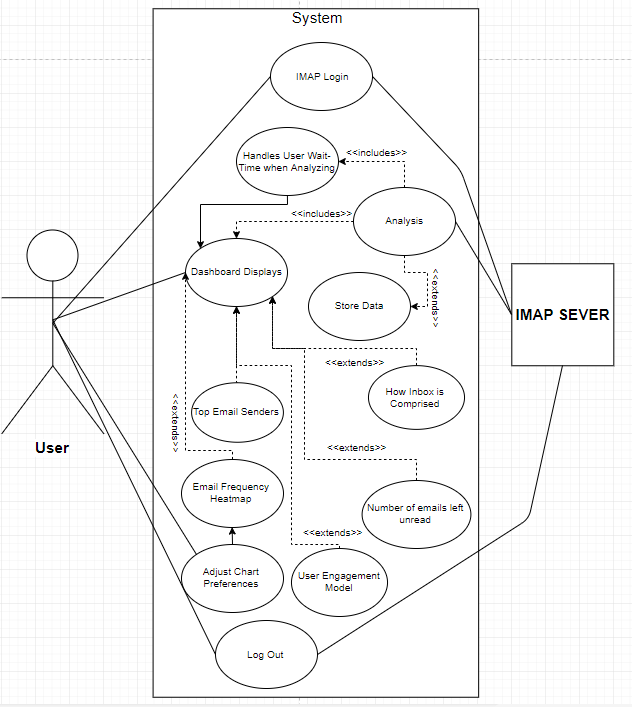 System
IMAP Login
Handles User Wait-
Time when Analyzing
<<includes>>
<<includes>>
Analysis
Dashboard Displays
<<extends>>
Store Data
IMAP SEVER
<<extends>>
How Inbox is
Comprised
Top Email Senders
<<extends>>
User
<<extends>>
Email Frequency
Heatmap
Number of emails left
unread
<<extends>>
Adjust Chart
Preferences
User Engagement
Model
Log Out